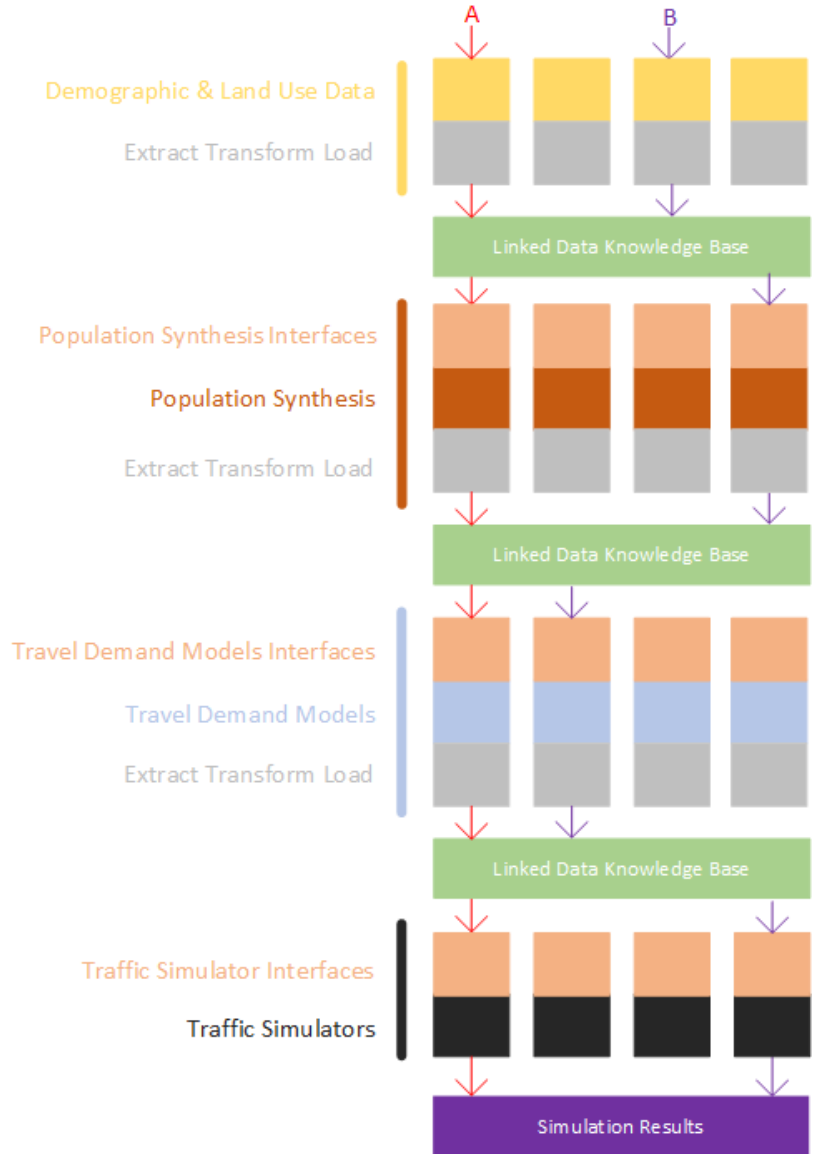 A
B
Demographic & Land Use Data
Extract Transform Load
Linked Data Knowledge Base
Population Synthesis Interfaces
Population Synthesis
Extract Transform Load
Linked Data Knowledge Base
Travel Demand Models Interfaces
Travel Demand Models
Extract Transform Load
Linked Data Knowledge Base
Traffic Simulator Interfaces
Traffic Simulators
Simulation Results